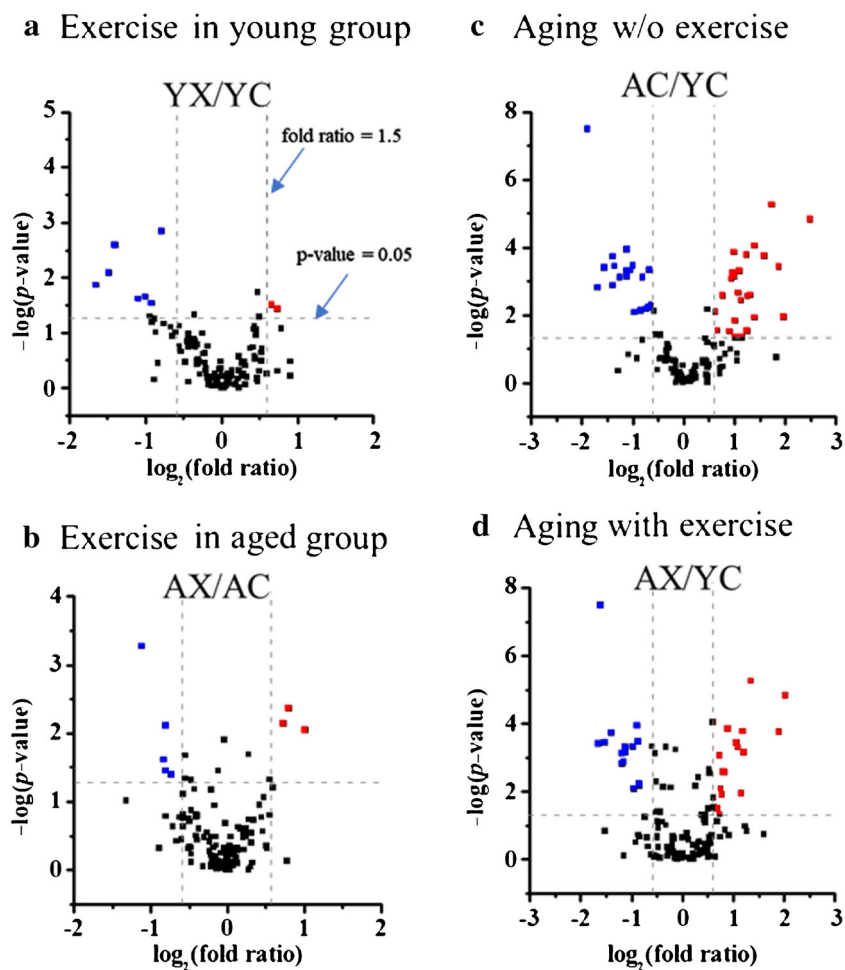 a Exercise in young group
YX/YC
5
4
3
2
1
0
-2
-1
0
1
2
−log(p-value)
log2(fold ratio)
fold ratio = 1.5
p-value = 0.05
b Exercise in aged group
AX/AC
4
3
2
1
0
-2
-1
0
1
2
−log(p-value)
log2(fold ratio)
c Aging w/o exercise
AC/YC
8
6
4
2
0
-3
-2
-1
0
1
2
3
−log(p-value)
log2(fold ratio)
d Aging with exercise
AX/YC
8
6
4
2
0
-3
-2
-1
0
1
2
3
−log(p-value)
log2(fold ratio)